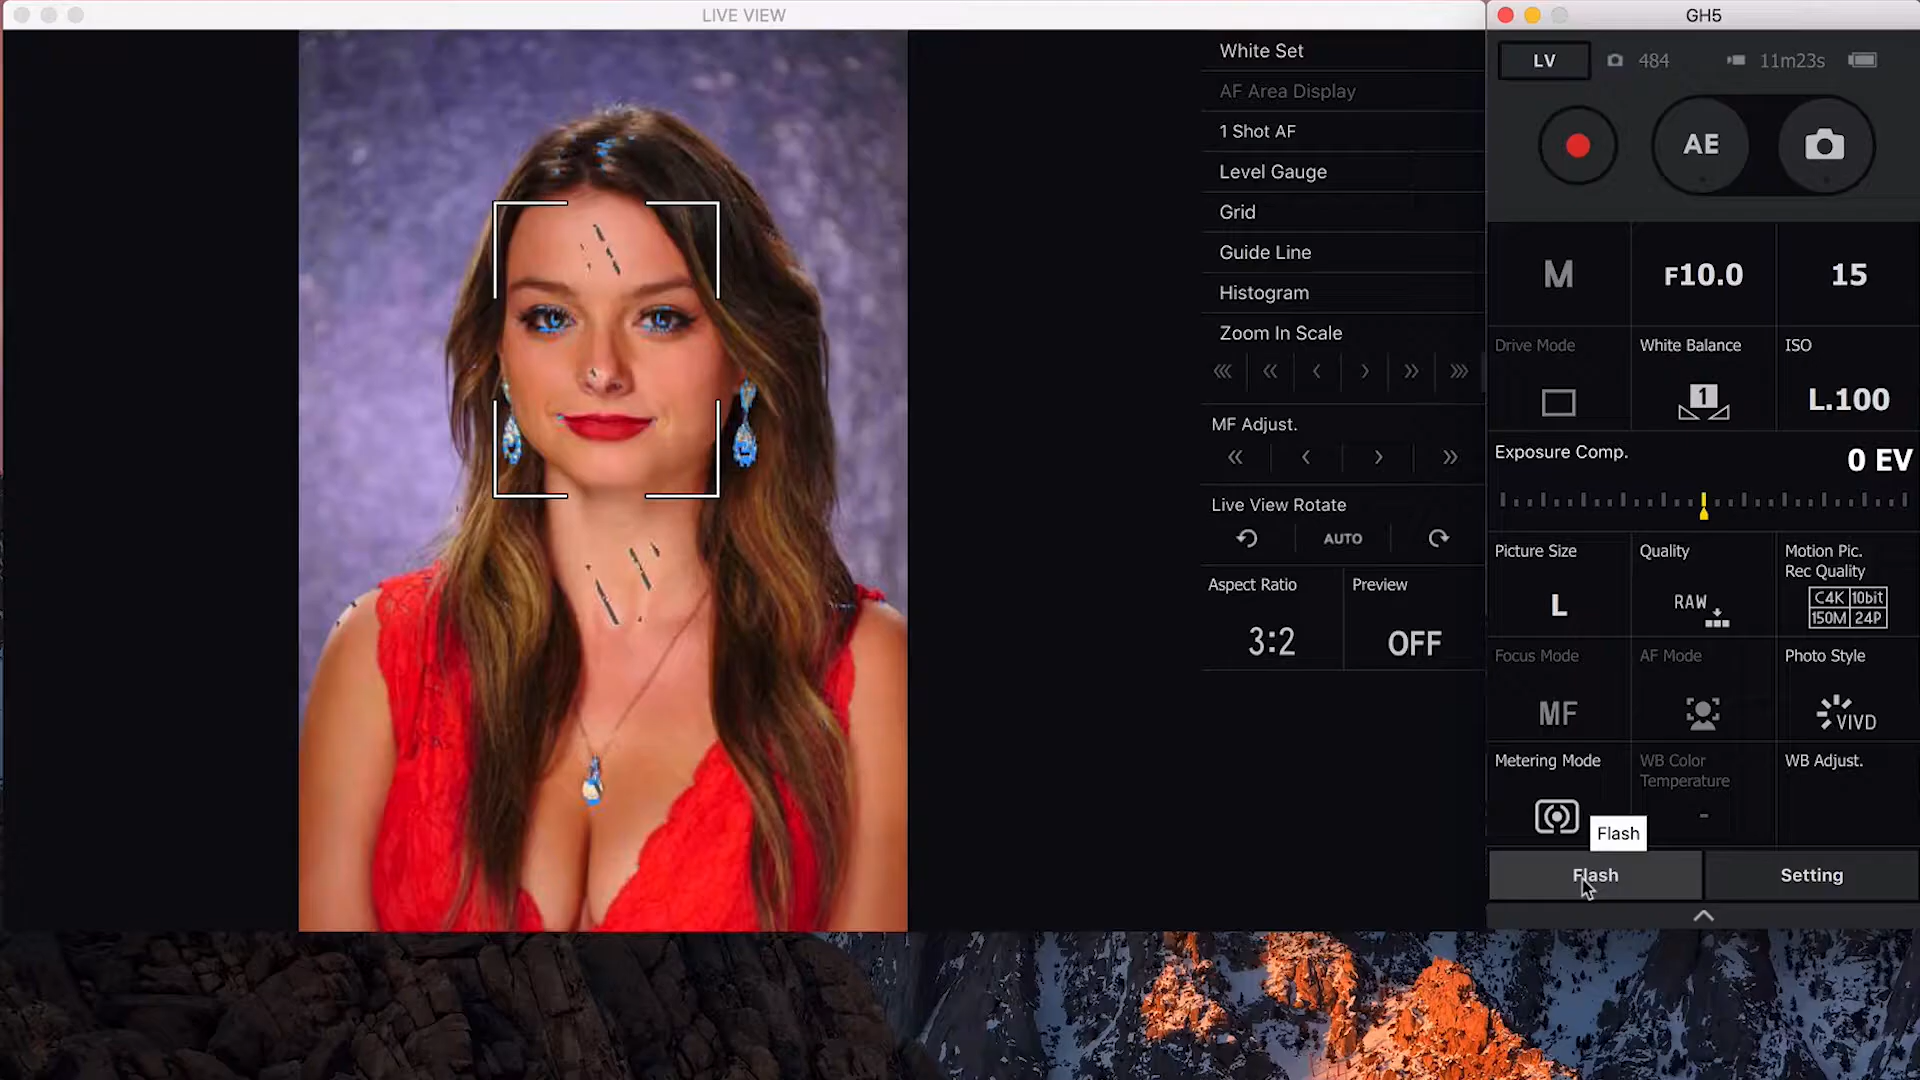 LIVE VIEW
GH5
White Set
AF Area Display
1 Shot AF
Level Gauge
Grid
Guide Line
Histogram
Zoom In Scale
MF Adjust.
Live View Rotate
AUTO
Aspect Ratio Preview
3:2 OFF
LV 484 11m23s
AE
M F10.0 15
Drive Mode White Balance ISO
1 L.100
Exposure Comp. 0 EV
Picture Size Quality Motion Pic. Rec Quality
L RAW C4K 10bit
150M 24P
Focus Mode AF Mode Photo Style
MF VIVD
Metering Mode WB Color Temperature WB Adjust.
-
Flash
Flash Setting